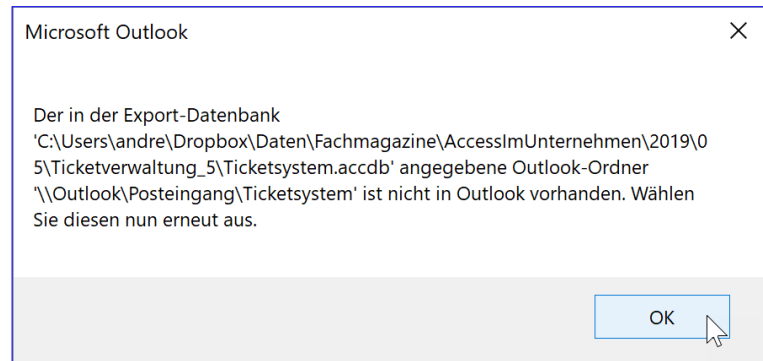 Microsoft Outlook
Der in der Export-Datenbank
'C:\Users\andre\Dropbox\Daten\Fachmagazine\AccessImUnternehmen\2019\0
5\Ticketverwaltung_5\Ticketsystem.accdb' angegebene Outlook-Ordner
'\\Outlook\Posteingang\Ticketsystem' ist nicht in Outlook vorhanden. Wählen
Sie diesen nun erneut aus.
OK